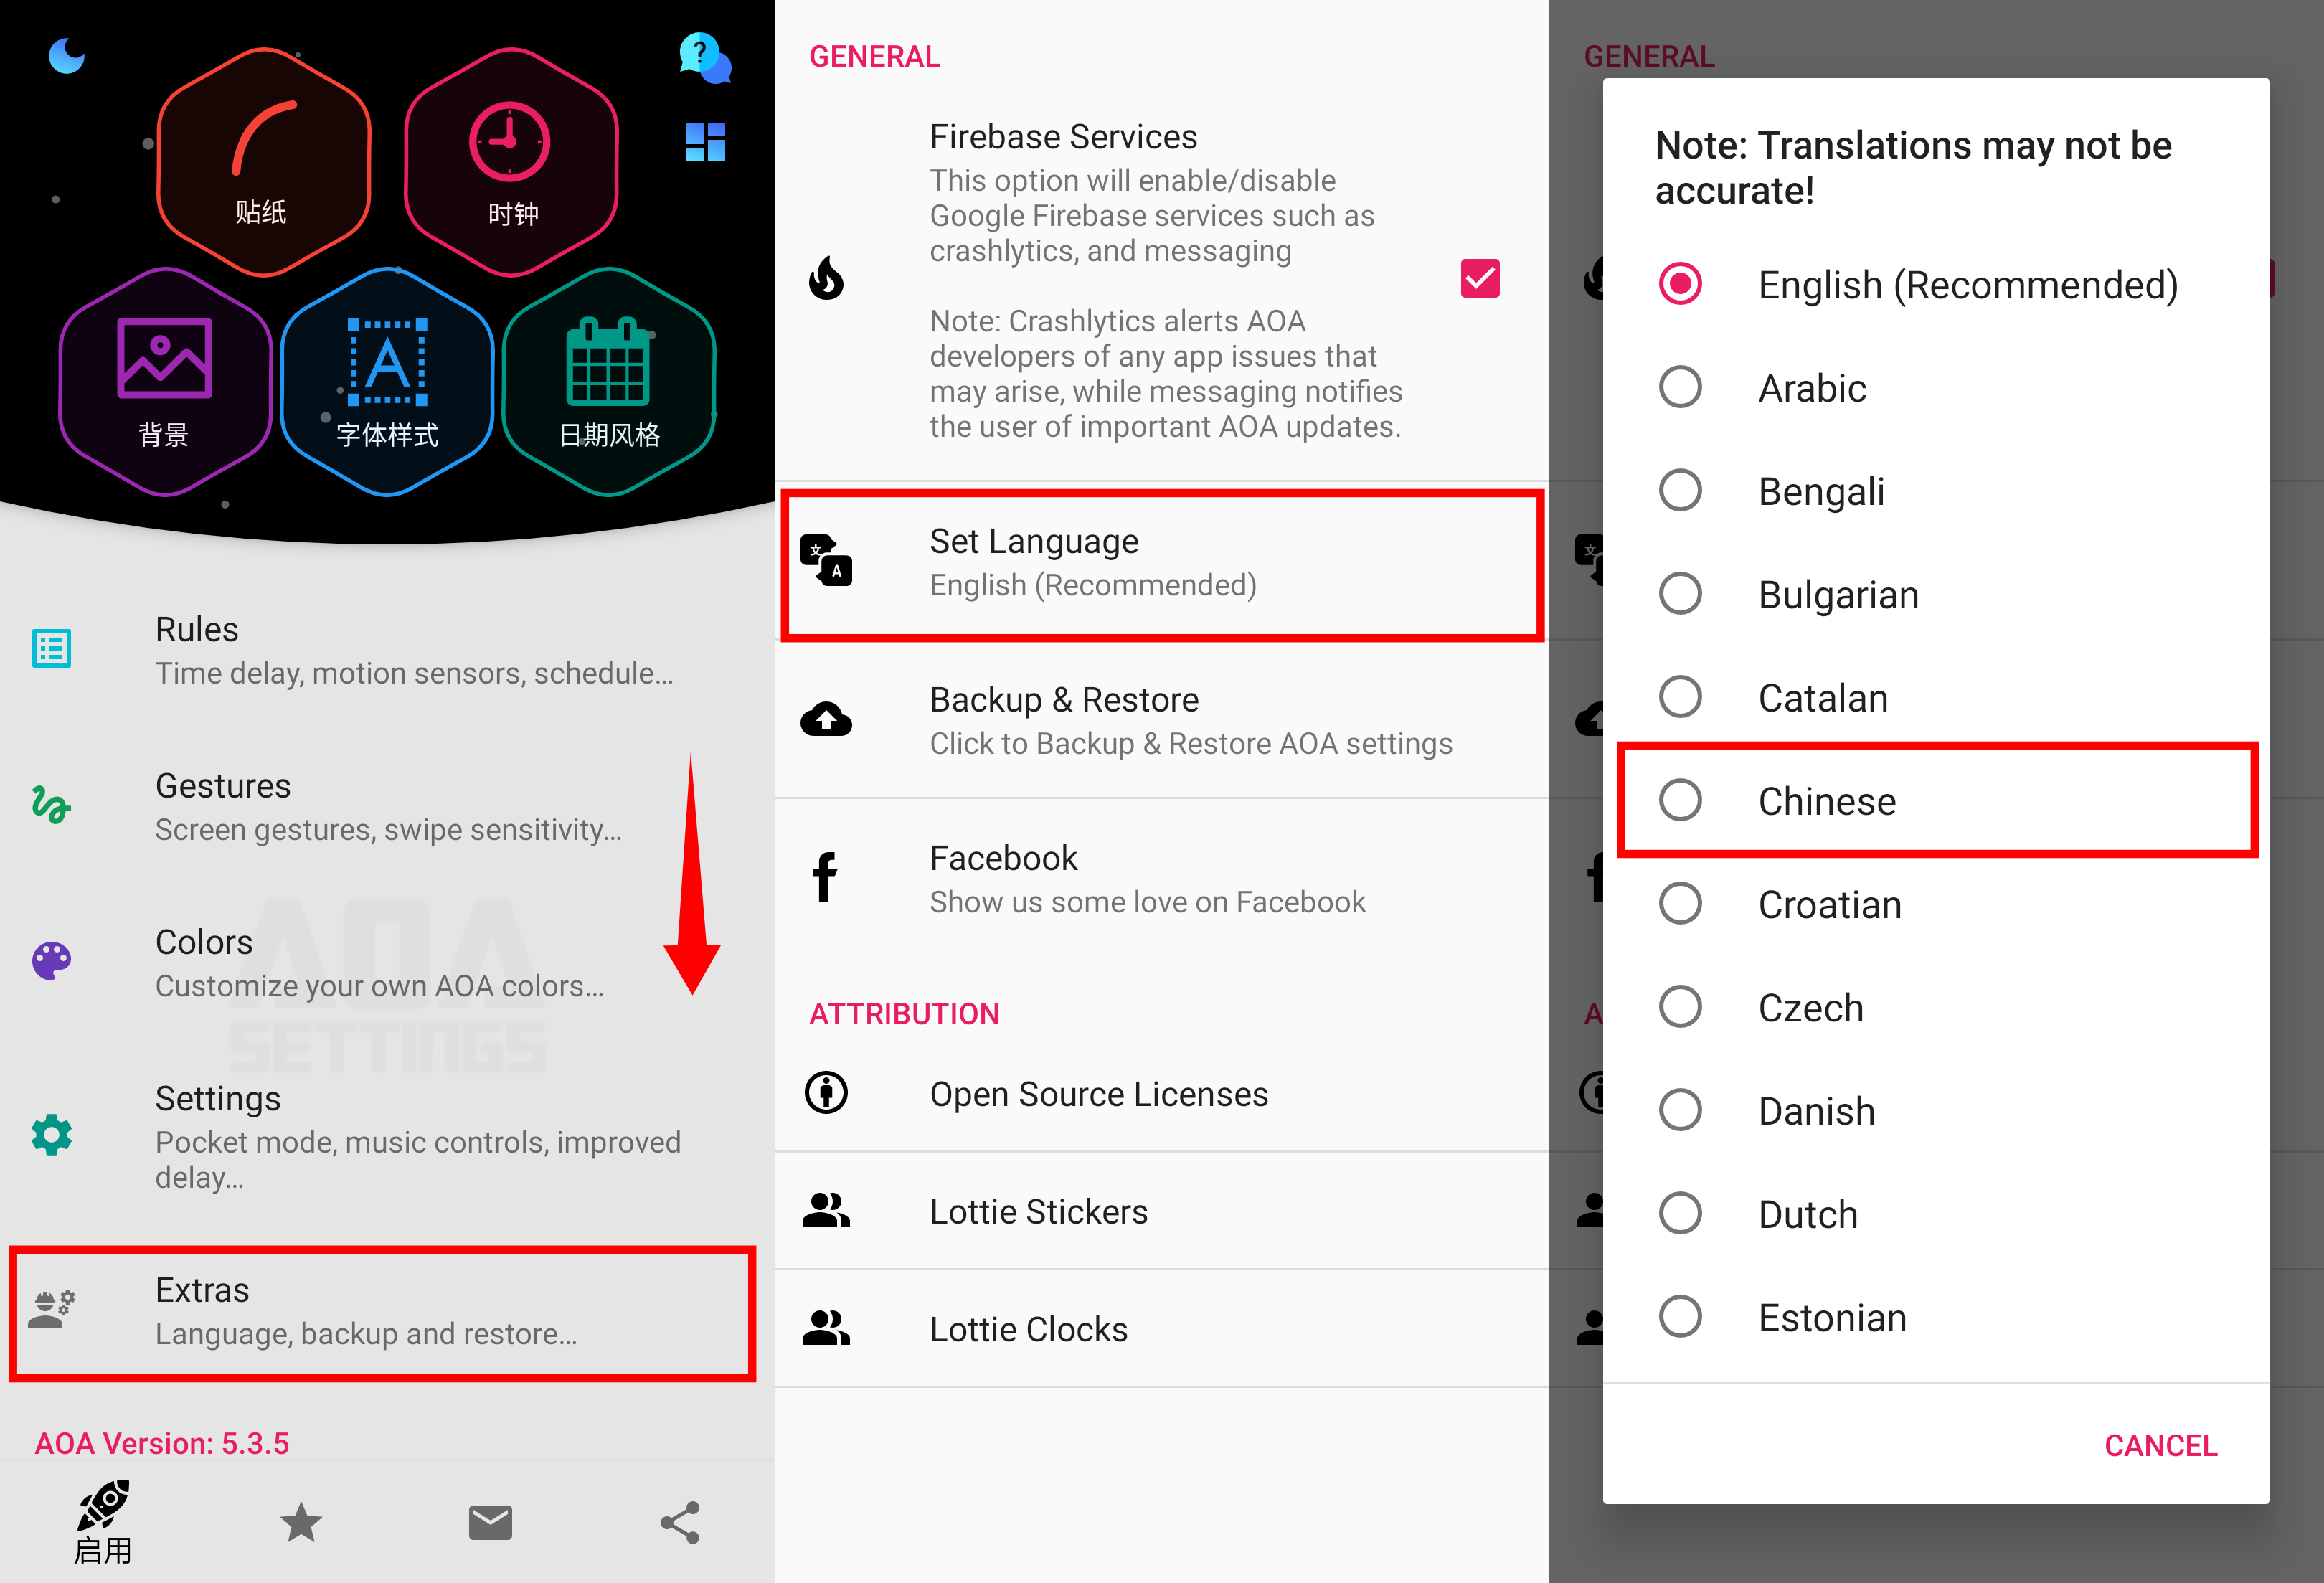 贴纸
时钟
背景
字体样式
日期风格
Rules
Time delay, motion sensors, schedule...
Gestures
Screen gestures, swipe sensitivity...
Colors
Customize your own AOA colors...
AOA
SETTINGS
Settings
Pocket mode, music controls, improved
delay...
Extras
Language, backup and restore...
AOA Version: 5.3.5
启用
GENERAL
Firebase Services
This option will enable/disable
Google Firebase services such as
crashlytics, and messaging
Note: Crashlytics alerts AOA
developers of any app issues that
may arise, while messaging notifies
the user of important AOA updates.
Set Language
English (Recommended)
Backup & Restore
Click to Backup & Restore AOA settings
Facebook
Show us some love on Facebook
ATTRIBUTION
Open Source Licenses
Lottie Stickers
Lottie Clocks
GENERAL
Note: Translations may not be
accurate!
English (Recommended)
Arabic
Bengali
Bulgarian
Catalan
Chinese
Croatian
Czech
Danish
Dutch
Estonian
CANCEL